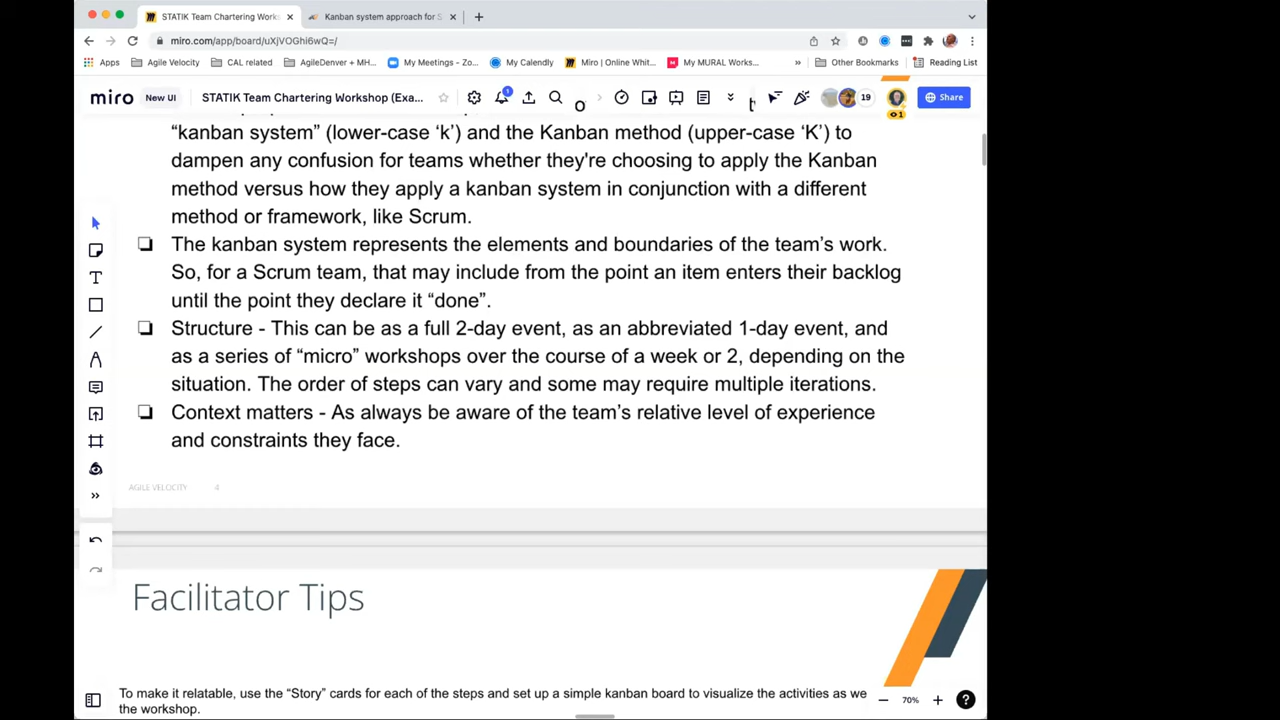 STATIK Team Chartering Works
Kanban system approach for S
miro.com/app/board/uXjVOGhi6wQ=/
Apps
Agile Velocity
CAL related
AgileDenver + MH...
My Meetings - Zo...
My Calendly
Miro | Online Whit...
My MURAL Works...
»
Other Bookmarks
Reading List
miro
New UI
STATIK Team Chartering Workshop (Exa...
1
19
1
Share
“kanban system” (lower-case ‘k’) and the Kanban method (upper-case ‘K’) to
dampen any confusion for teams whether they're choosing to apply the Kanban
method versus how they apply a kanban system in conjunction with a different
method or framework, like Scrum.
The kanban system represents the elements and boundaries of the team’s work.
So, for a Scrum team, that may include from the point an item enters their backlog
until the point they declare it “done”.
Structure - This can be as a full 2-day event, as an abbreviated 1-day event, and
as a series of “micro” workshops over the course of a week or 2, depending on the
situation. The order of steps can vary and some may require multiple iterations.
Context matters - As always be aware of the team’s relative level of experience
and constraints they face.
AGILE VELOCITY 4
Facilitator Tips
To make it relatable, use the “Story” cards for each of the steps and set up a simple kanban board to visualize the activities as we
the workshop.
70%